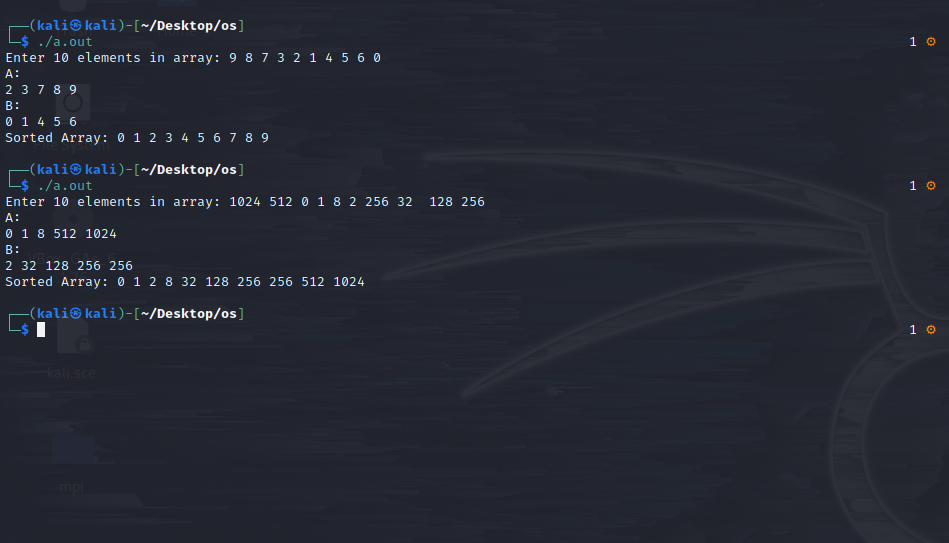 ┌──(kali㉿kali)-[~/Desktop/os]
└─$ ./a.out 1 ⚙
Enter 10 elements in array: 9 8 7 3 2 1 4 5 6 0
A:
2 3 7 8 9
B:
0 1 4 5 6
Sorted Array: 0 1 2 3 4 5 6 7 8 9
┌──(kali㉿kali)-[~/Desktop/os]
└─$ ./a.out 1 ⚙
Enter 10 elements in array: 1024 512 0 1 8 2 256 32  128 256
A:
0 1 8 512 1024
B:
2 32 128 256 256
Sorted Array: 0 1 2 8 32 128 256 256 512 1024
┌──(kali㉿kali)-[~/Desktop/os]
└─$ 1 ⚙
kali.sce
mpi